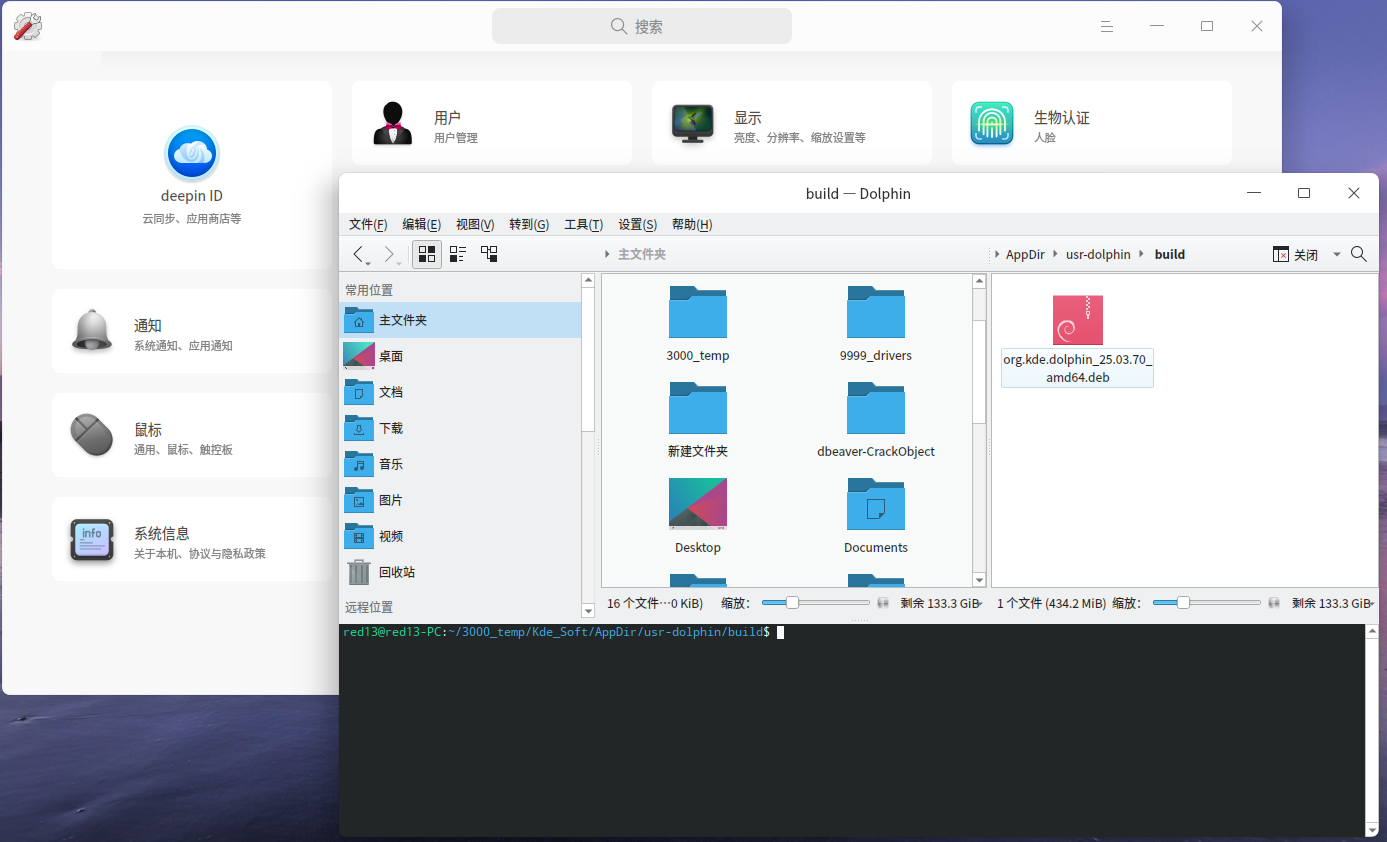 搜索
deepin ID
云同步、应用商店等
用户
用户管理
显示
亮度、分辨率、缩放设置等
生物认证
人脸
通知
系统通知、应用通知
鼠标
通用、鼠标、触控板
info
系统信息
关于本机、协议与隐私政策
build — Dolphin
文件(F) 编辑(E) 视图(V) 转到(G) 工具(T) 设置(S) 帮助(H)
主文件夹
AppDir usr-dolphin build
关闭
常用位置
主文件夹
桌面
文档
下载
音乐
图片
视频
回收站
远程位置
3000_temp
9999_drivers
新建文件夹
dbeaver-CrackObject
Desktop
Documents
org.kde.dolphin_25.03.70_
amd64.deb
16 个文件…0 KiB) 缩放： 剩余 133.3 GiB
1 个文件 (434.2 MiB) 缩放： 剩余 133.3 GiB
red13@red13-PC:~/3000_temp/Kde_Soft/AppDir/usr-dolphin/build$